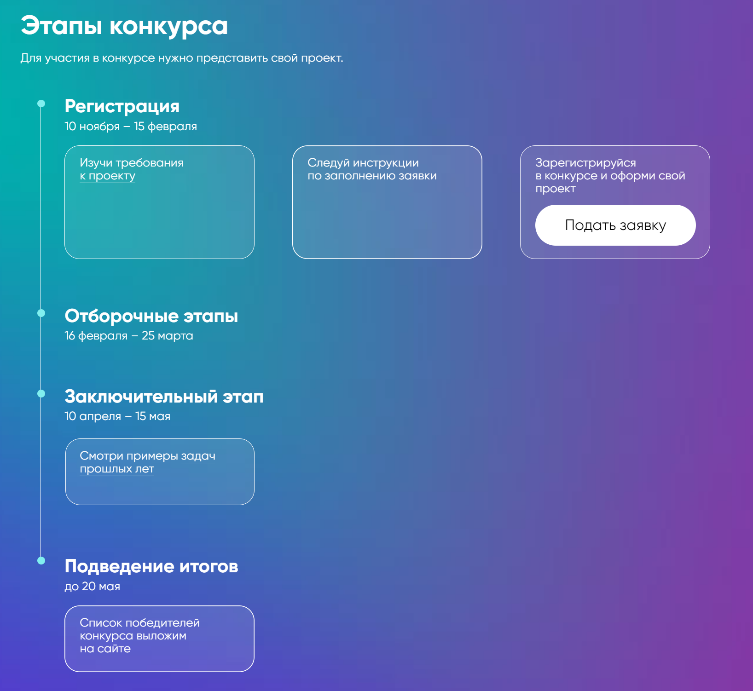 Этапы конкурса
Для участия в конкурсе нужно представить свой проект.
Регистрация
10 ноября – 15 февраля
Изучи требования
к проекту
Следуй инструкции
по заполнению заявки
Зарегистрируйся
в конкурсе и оформи свой
проект
Подать заявку
Отборочные этапы
16 февраля – 25 марта
Заключительный этап
10 апреля – 15 мая
Смотри примеры задач
прошлых лет
Подведение итогов
до 20 мая
Список победителей
конкурса выложим
на сайте